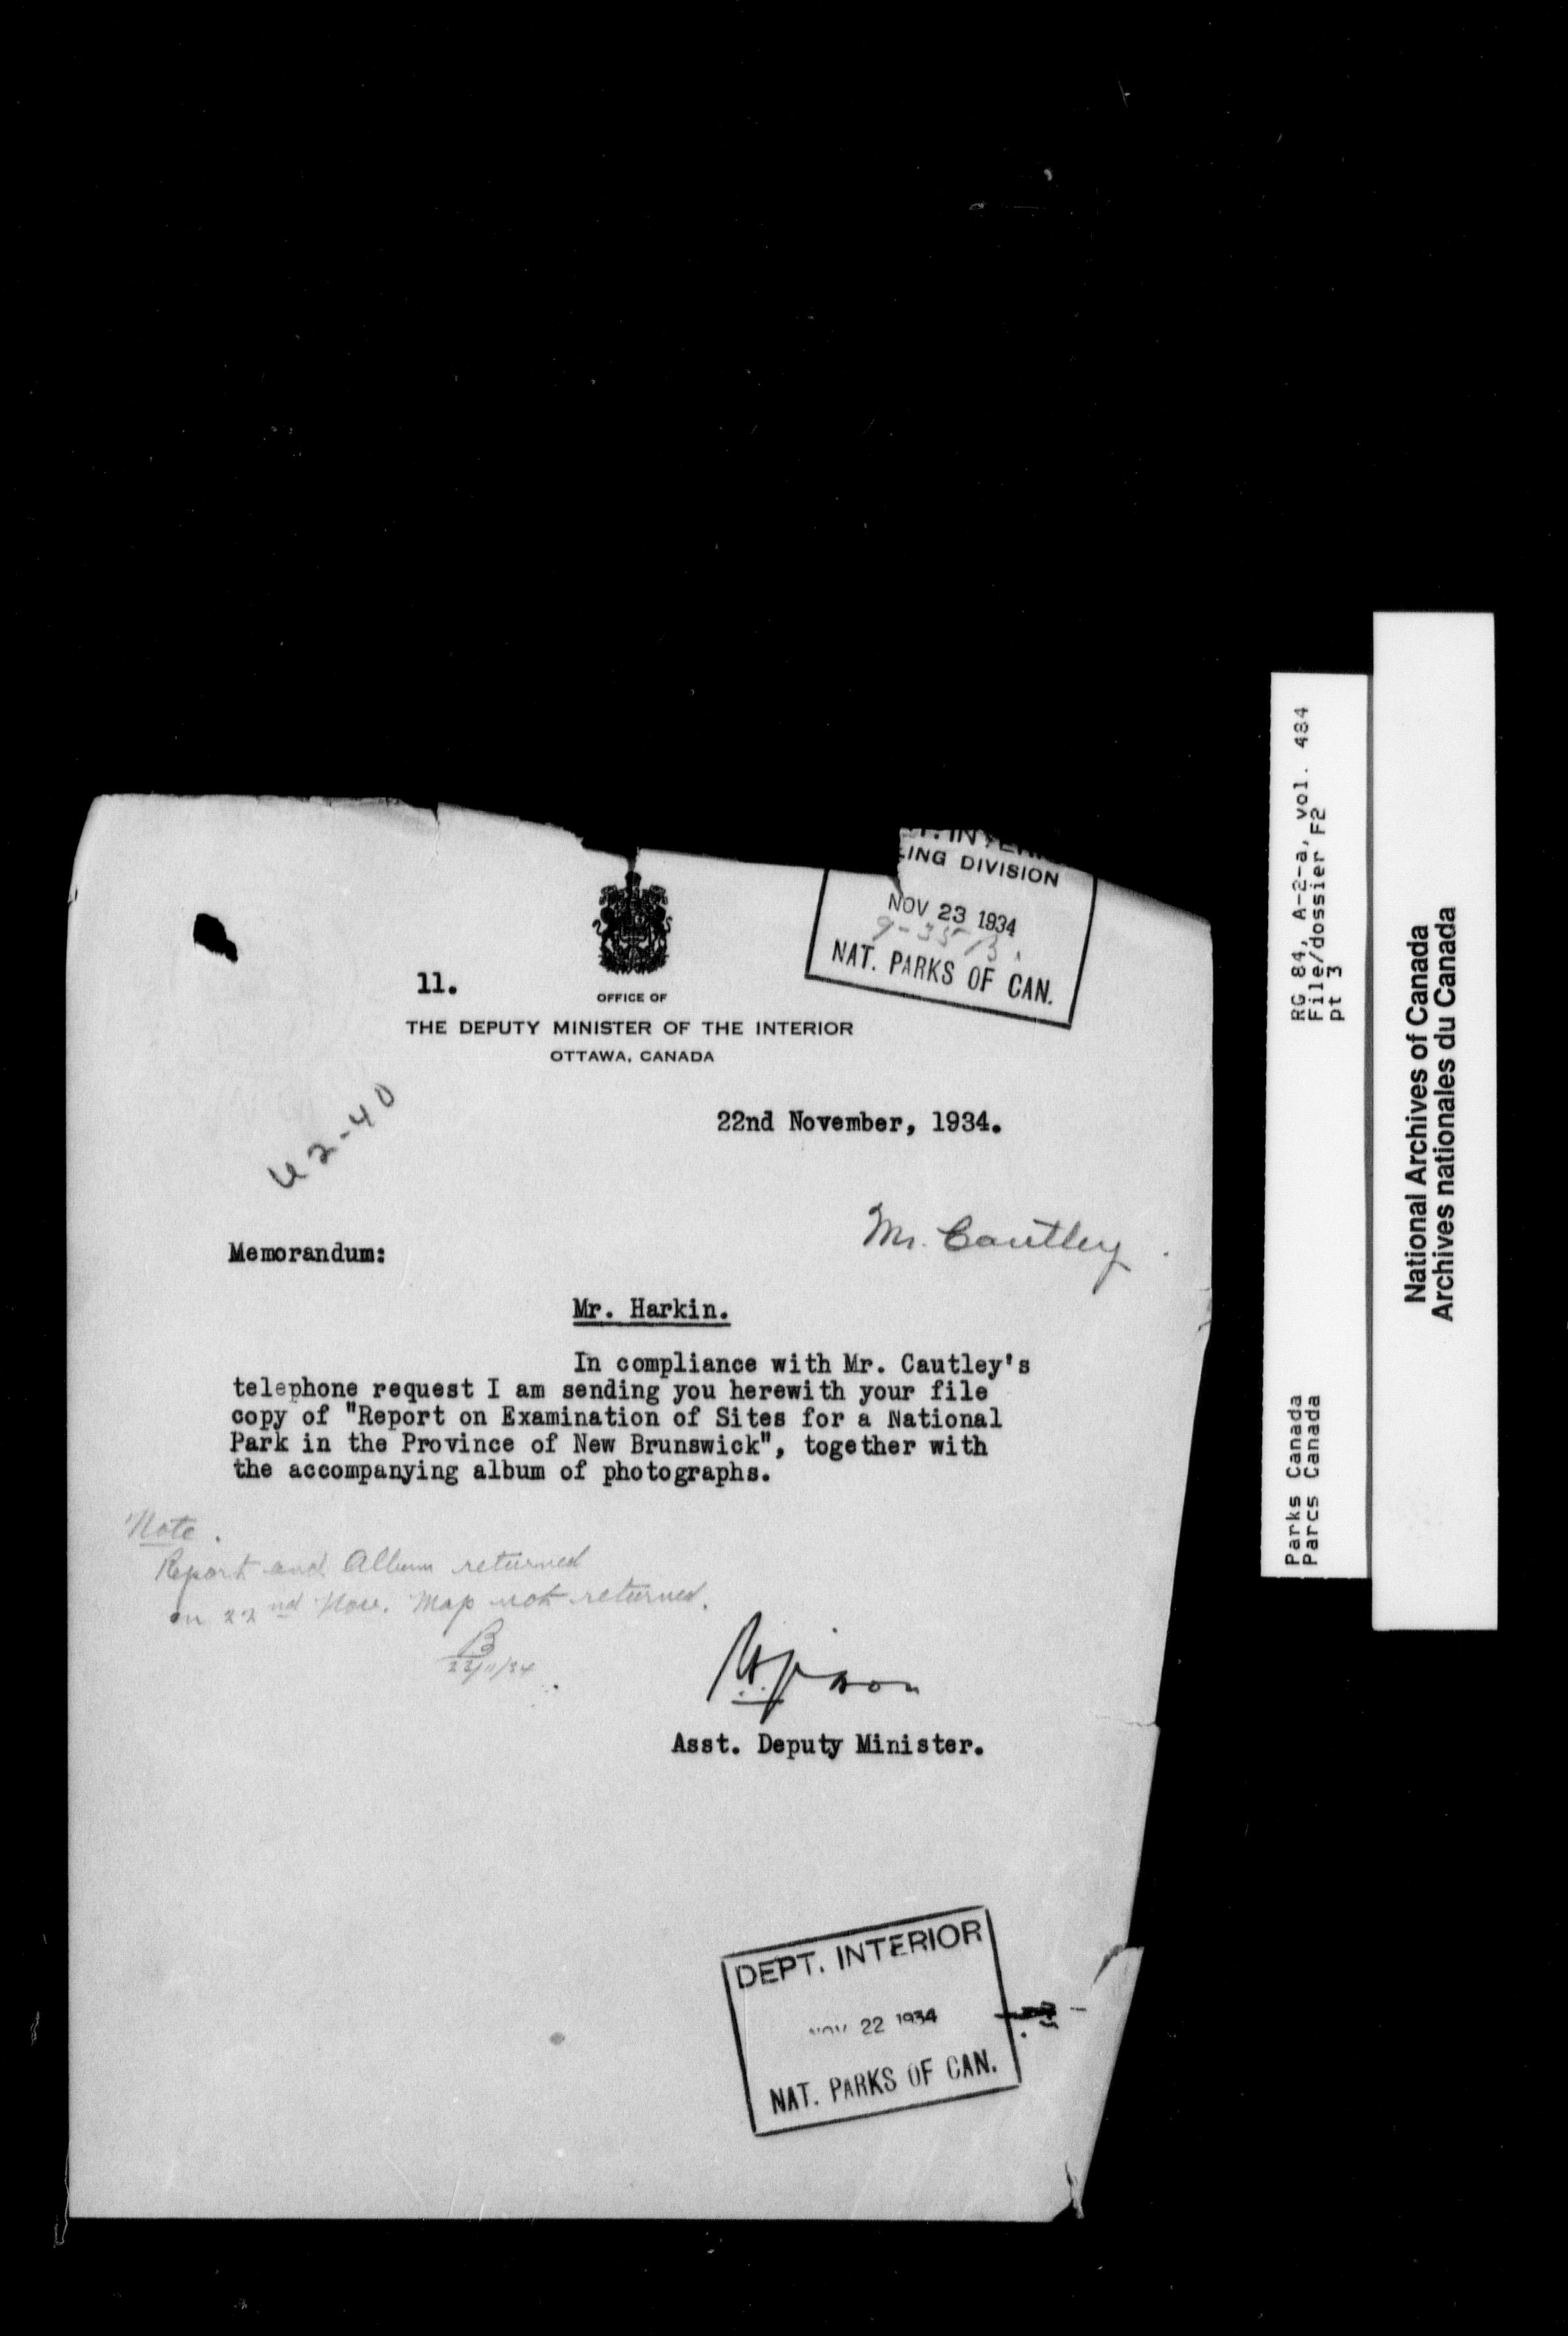 LING DIVISION
NOV 23 1934
NAT. PARKS OF CAN.
11.
OFFICE OF
THE DEPUTY MINISTER OF THE INTERIOR
OTTAWA, CANADA
U2-40
22nd November, 1934.
Mr. Cautley
Memorandum:
Mr. Harkin.
In compliance with Mr. Cautley's
telephone request I am sending you herewith your file
copy of "Report on Examination of Sites for a National
Park in the Province of New Brunswick", together with
the accompanying album of photographs.
Note.
Report and Album returned
on 22nd Nov. Map not returned.
B
23/11/34
Asst. Deputy Minister.
DEPT. INTERIOR
NOV 22 1934
NAT. PARKS OF CAN.
RG 84, A-2-a, vol. 484
File/dossier F2
pt 3
Parks Canada
Parcs Canada
National Archives of Canada
Archives nationales du Canada